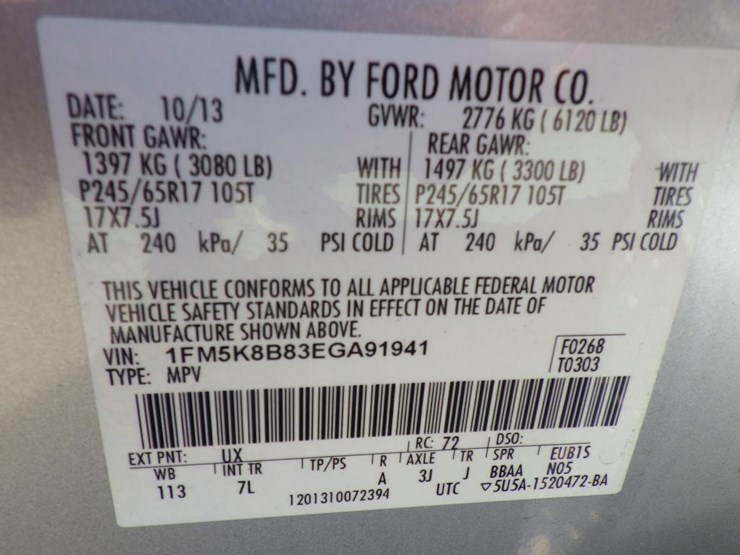 MFD. BY FORD MOTOR CO.
DATE: 10/13 GVWR: 2776 KG ( 6120 LB)
FRONT GAWR: REAR GAWR:
1397 KG ( 3080 LB) WITH 1497 KG ( 3300 LB) WITH
P245/65R17 105T TIRES P245/65R17 105T TIRES
17X7.5J RIMS 17X7.5J RIMS
AT 240 kPa/ 35 PSI COLD AT 240 kPa/ 35 PSI COLD
THIS VEHICLE CONFORMS TO ALL APPLICABLE FEDERAL MOTOR
VEHICLE SAFETY STANDARDS IN EFFECT ON THE DATE OF
MANUFACTURE SHOWN ABOVE.
VIN: 1FM5K8B83EGA91941 F0268
TYPE: MPV T0303
EXT PNT: UX RC: 72 DSO:
WB INT TR TP/PS R AXLE TR SPR EUB1S
113 7L A 3J J BBAA N05
1201310072394 UTC ▽5U5A-1520472-BA